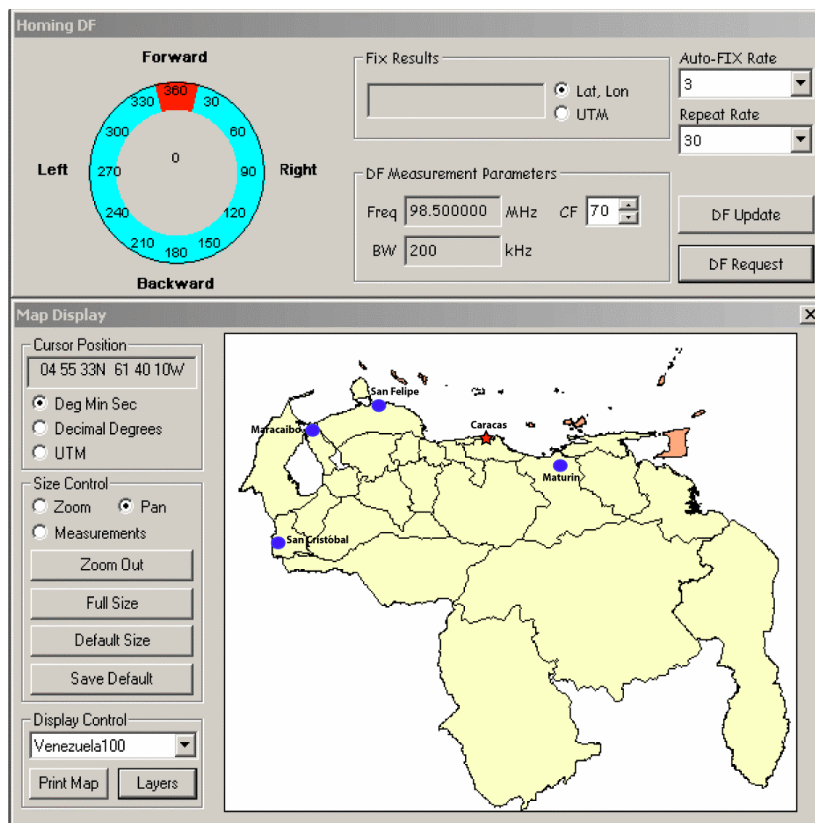 Homing DF
Forward
Left
Right
Backward
360
30
60
90
120
150
180
210
240
270
300
330
0
Fix Results
Lat, Lon
UTM
Auto-FIX Rate
3
Repeat Rate
30
DF Measurement Parameters
Freq 98.500000 MHz CF 70
BW 200 kHz
DF Update
DF Request
Map Display
Cursor Position
04 55 33N 61 40 10W
Deg Min Sec
Decimal Degrees
UTM
Size Control
Zoom Pan
Measurements
Zoom Out
Full Size
Default Size
Save Default
Display Control
Venezuela100
Print Map Layers
San Felipe
Maracaibo
Caracas
Maturin
San Cristóbal